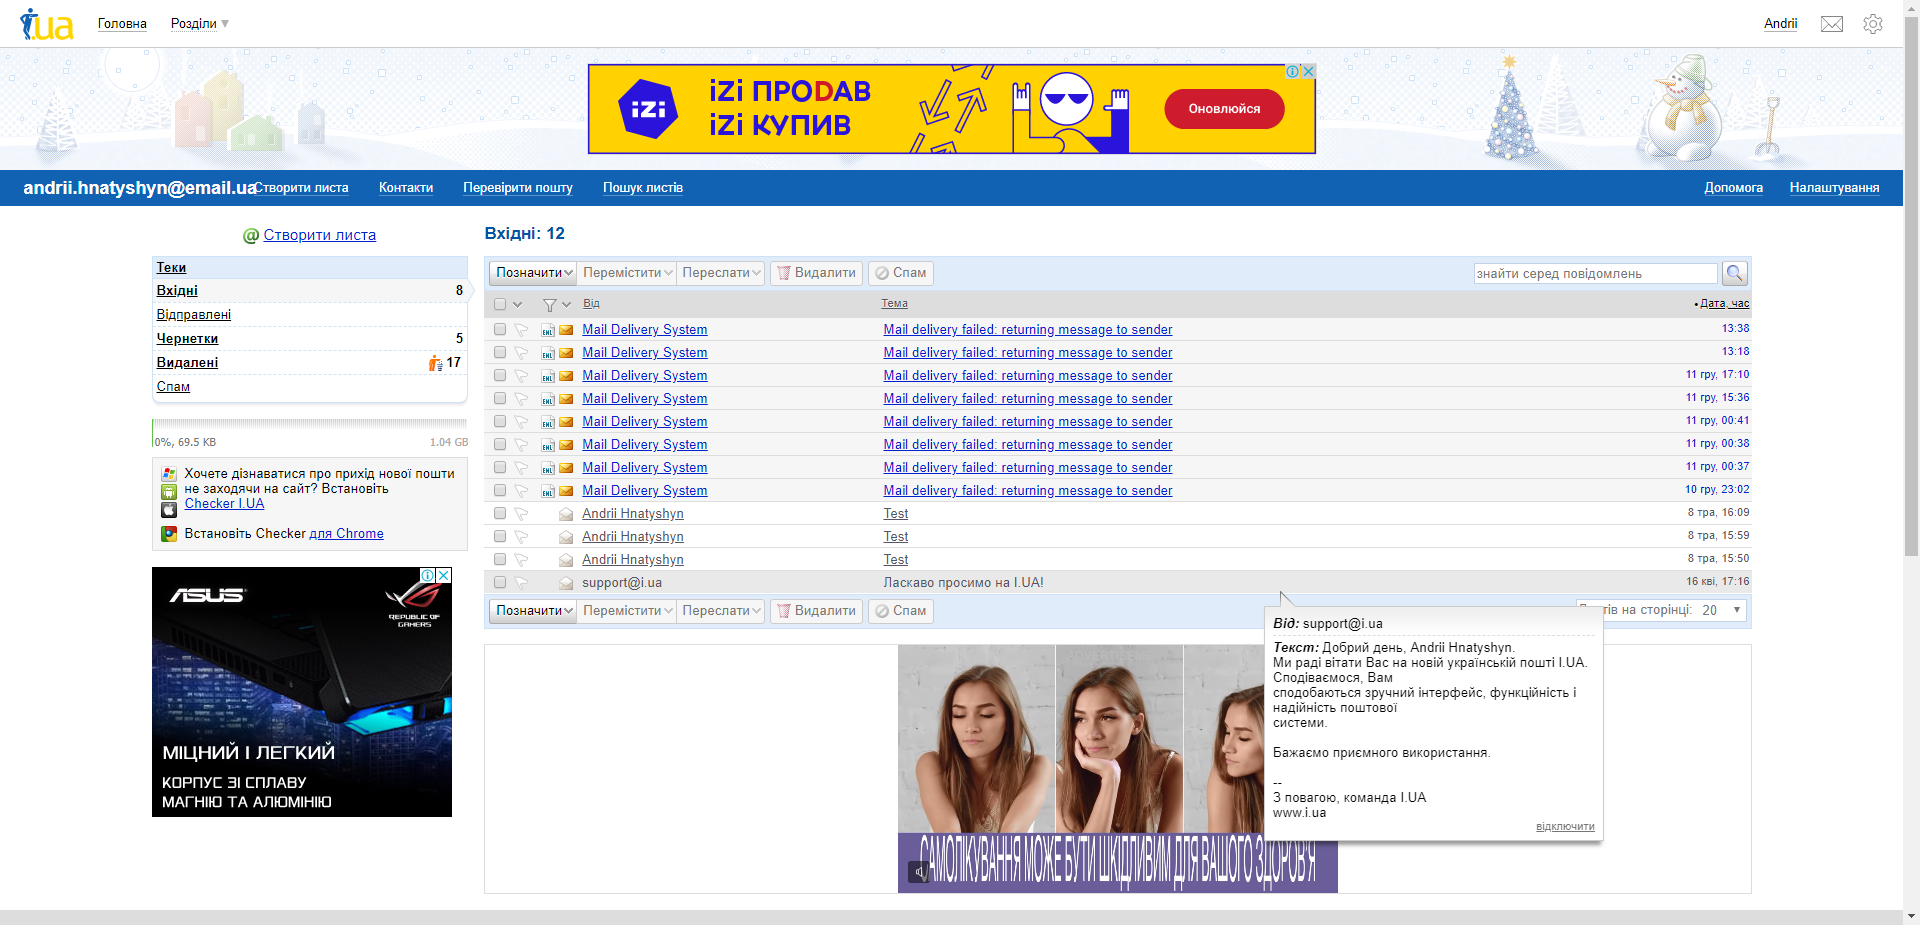 i.ua
Головна
Розділи
Andrii
iZi
iZi ПРОDАВ
iZi КУПИВ
Оновлюйся
andrii.hnatyshyn@email.ua
Створити листа
Контакти
Перевірити пошту
Пошук листів
Допомога
Налаштування
@ Створити листа
Теки
Вхідні 8
Відправлені
Чернетки 5
Видалені 17
Спам
0%, 69.5 KB 1.04 GB
Хочете дізнаватися про прихід нової пошти
не заходячи на сайт? Встановіть
Checker I.UA
Встановіть Checker для Chrome
ASUS
REPUBLIC OF
GAMERS
МІЦНИЙ І ЛЕГКИЙ
КОРПУС ЗІ СПЛАВУ
МАГНІЮ ТА АЛЮМІНІЮ
Вхідні: 12
Позначити Перемістити Переслати Видалити Спам
знайти серед повідомлень
Від Тема Дата, час
Mail Delivery System Mail delivery failed: returning message to sender 13:38
Mail Delivery System Mail delivery failed: returning message to sender 13:18
Mail Delivery System Mail delivery failed: returning message to sender 11 гру, 17:10
Mail Delivery System Mail delivery failed: returning message to sender 11 гру, 15:36
Mail Delivery System Mail delivery failed: returning message to sender 11 гру, 00:41
Mail Delivery System Mail delivery failed: returning message to sender 11 гру, 00:38
Mail Delivery System Mail delivery failed: returning message to sender 11 гру, 00:37
Mail Delivery System Mail delivery failed: returning message to sender 10 гру, 23:02
Andrii Hnatyshyn Test 8 тра, 16:09
Andrii Hnatyshyn Test 8 тра, 15:59
Andrii Hnatyshyn Test 8 тра, 15:50
support@i.ua Ласкаво просимо на I.UA! 16 кві, 17:16
Позначити Перемістити Переслати Видалити Спам
на сторінці: 20
Від: support@i.ua
Текст: Добрий день, Andrii Hnatyshyn.
Ми раді вітати Вас на новій українській пошті I.UA.
Сподіваємося, Вам
сподобаються зручний інтерфейс, функційність і
надійність поштової
системи.
Бажаємо приємного використання.
--
З повагою, команда I.UA
www.i.ua
відключити
САМОЛІКУВАННЯ МОЖЕ БУТИ ШКІДЛИВИМ ДЛЯ ВАШОГО ЗДОРОВ'Я